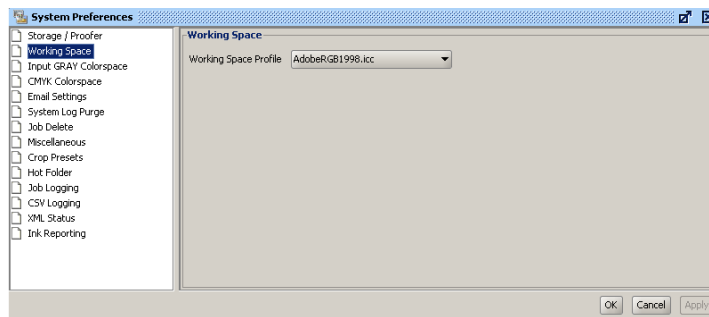 System Preferences
Storage / Proofer
Working Space
Input GRAY Colorspace
CMYK Colorspace
Email Settings
System Log Purge
Job Delete
Miscellaneous
Crop Presets
Hot Folder
Job Logging
CSV Logging
XML Status
Ink Reporting
Working Space
Working Space Profile AdobeRGB1998.icc
OK Cancel Apply